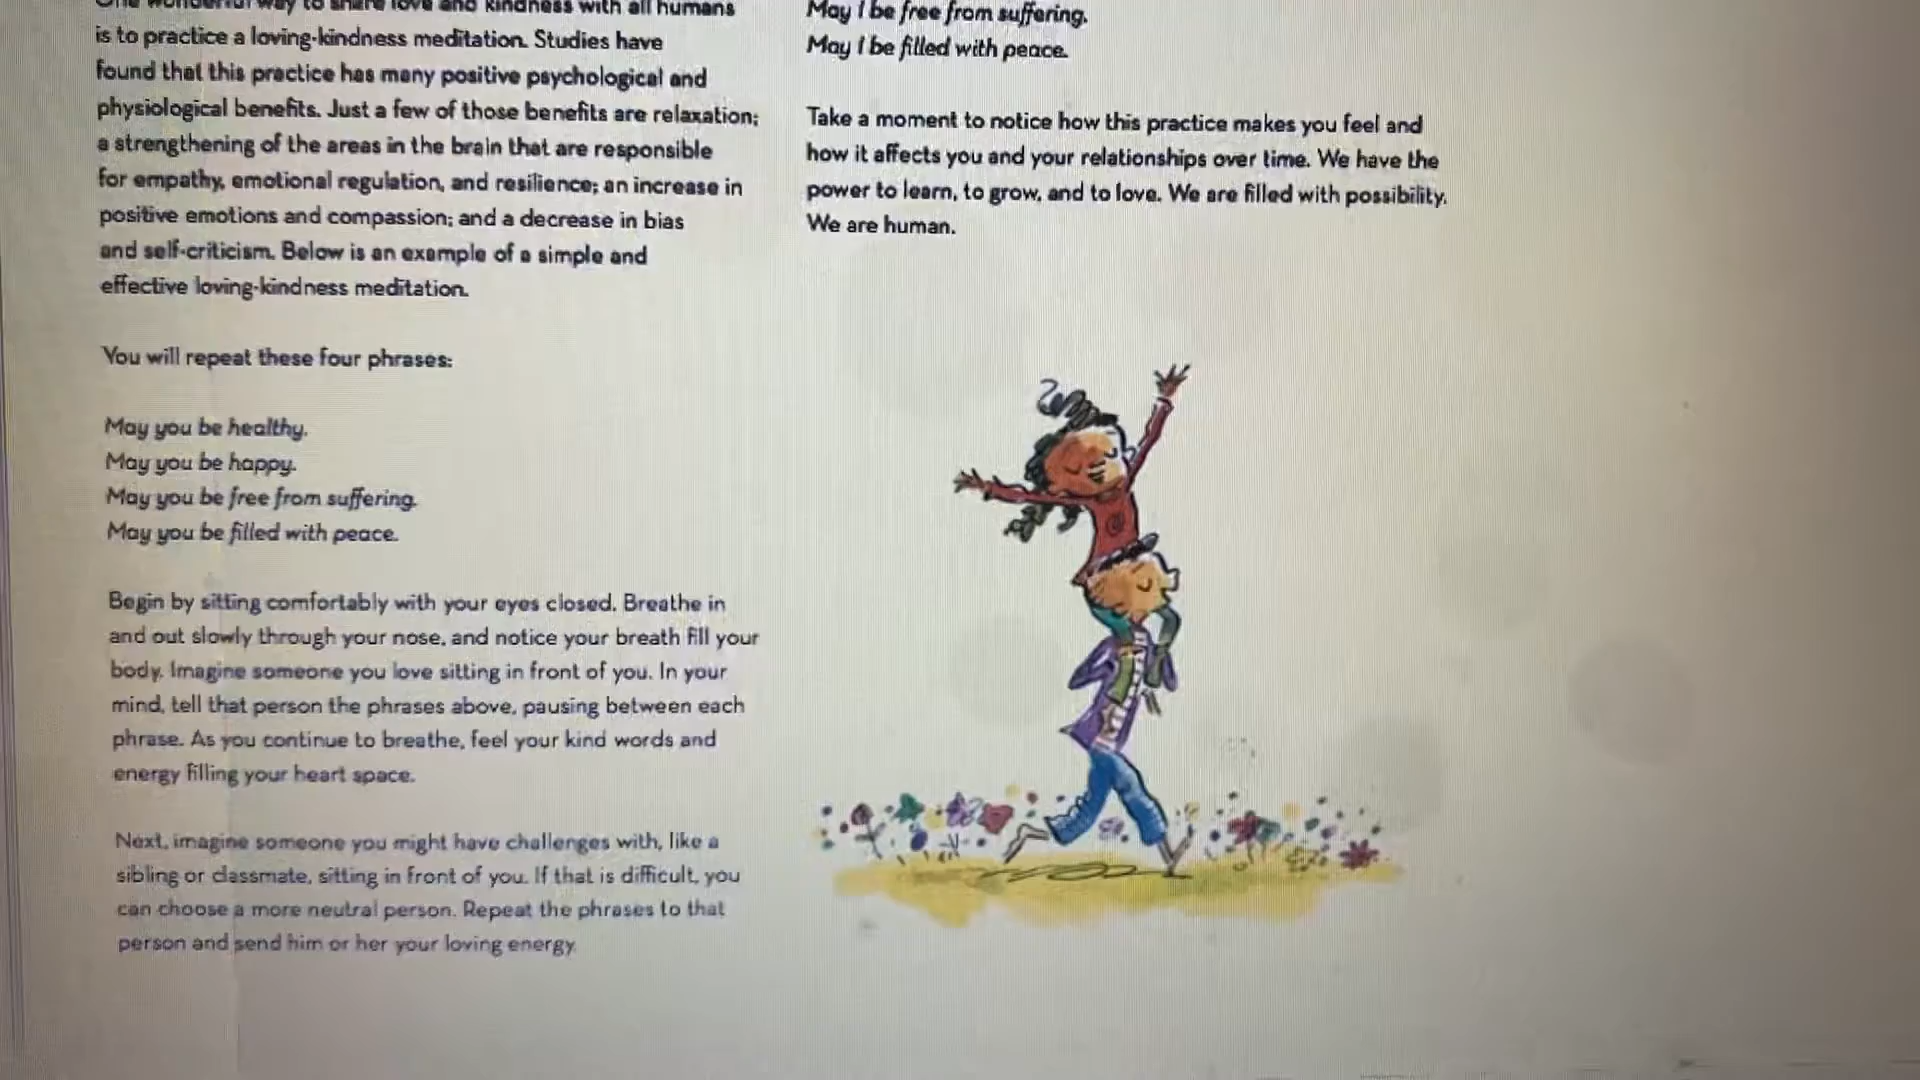 One wonderful way to share love and kindness with all humans
is to practice a loving-kindness meditation. Studies have
found that this practice has many positive psychological and
physiological benefits. Just a few of those benefits are relaxation;
a strengthening of the areas in the brain that are responsible
for empathy, emotional regulation, and resilience; an increase in
positive emotions and compassion; and a decrease in bias
and self-criticism. Below is an example of a simple and
effective loving-kindness meditation.
You will repeat these four phrases:
May you be healthy.
May you be happy.
May you be free from suffering.
May you be filled with peace.
Begin by sitting comfortably with your eyes closed. Breathe in
and out slowly through your nose, and notice your breath fill your
body. Imagine someone you love sitting in front of you. In your
mind, tell that person the phrases above, pausing between each
phrase. As you continue to breathe, feel your kind words and
energy filling your heart space.
Next, imagine someone you might have challenges with, like a
sibling or classmate, sitting in front of you. If that is difficult, you
can choose a more neutral person. Repeat the phrases to that
person and send him or her your loving energy.
May I be free from suffering.
May I be filled with peace.
Take a moment to notice how this practice makes you feel and
how it affects you and your relationships over time. We have the
power to learn, to grow, and to love. We are filled with possibility.
We are human.